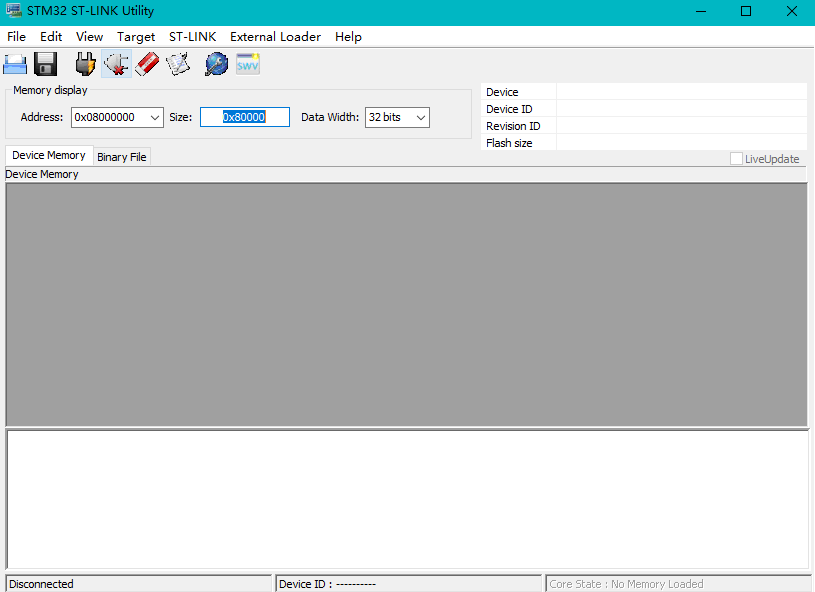 STM32 ST-LINK Utility
File Edit View Target ST-LINK External Loader Help
SWV
Memory display
Address: 0x08000000 Size: 0x80000 Data Width: 32 bits
Device
Device ID
Revision ID
Flash size
LiveUpdate
Device Memory Binary File
Device Memory
Disconnected Device ID : ---------- Core State : No Memory Loaded